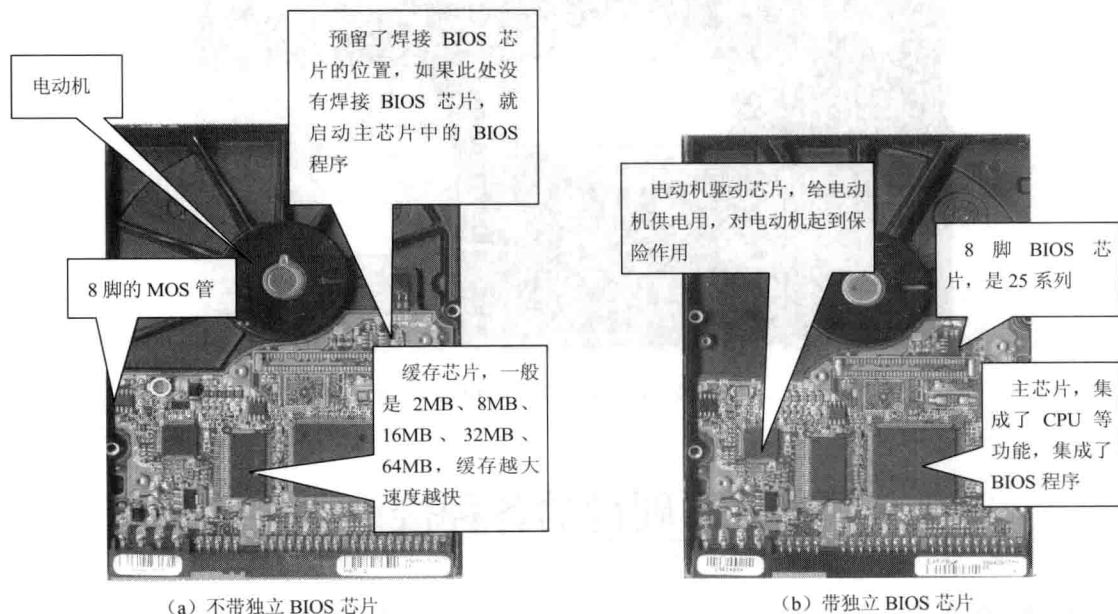 电动机
预留了焊接 BIOS 芯
片的位置，如果此处没
有焊接 BIOS 芯片，就
启动主芯片中的 BIOS
程序
8 脚的 MOS 管
缓存芯片，一般
是 2MB、8MB、
16MB、32MB、
64MB，缓存越大
速度越快
（a）不带独立 BIOS 芯片
电动机驱动芯片，给电动
机供电用，对电动机起到保
险作用
8 脚 BIOS 芯
片，是 25 系列
主芯片，集
成了 CPU 等
功能，集成了
BIOS 程序
（b）带独立 BIOS 芯片